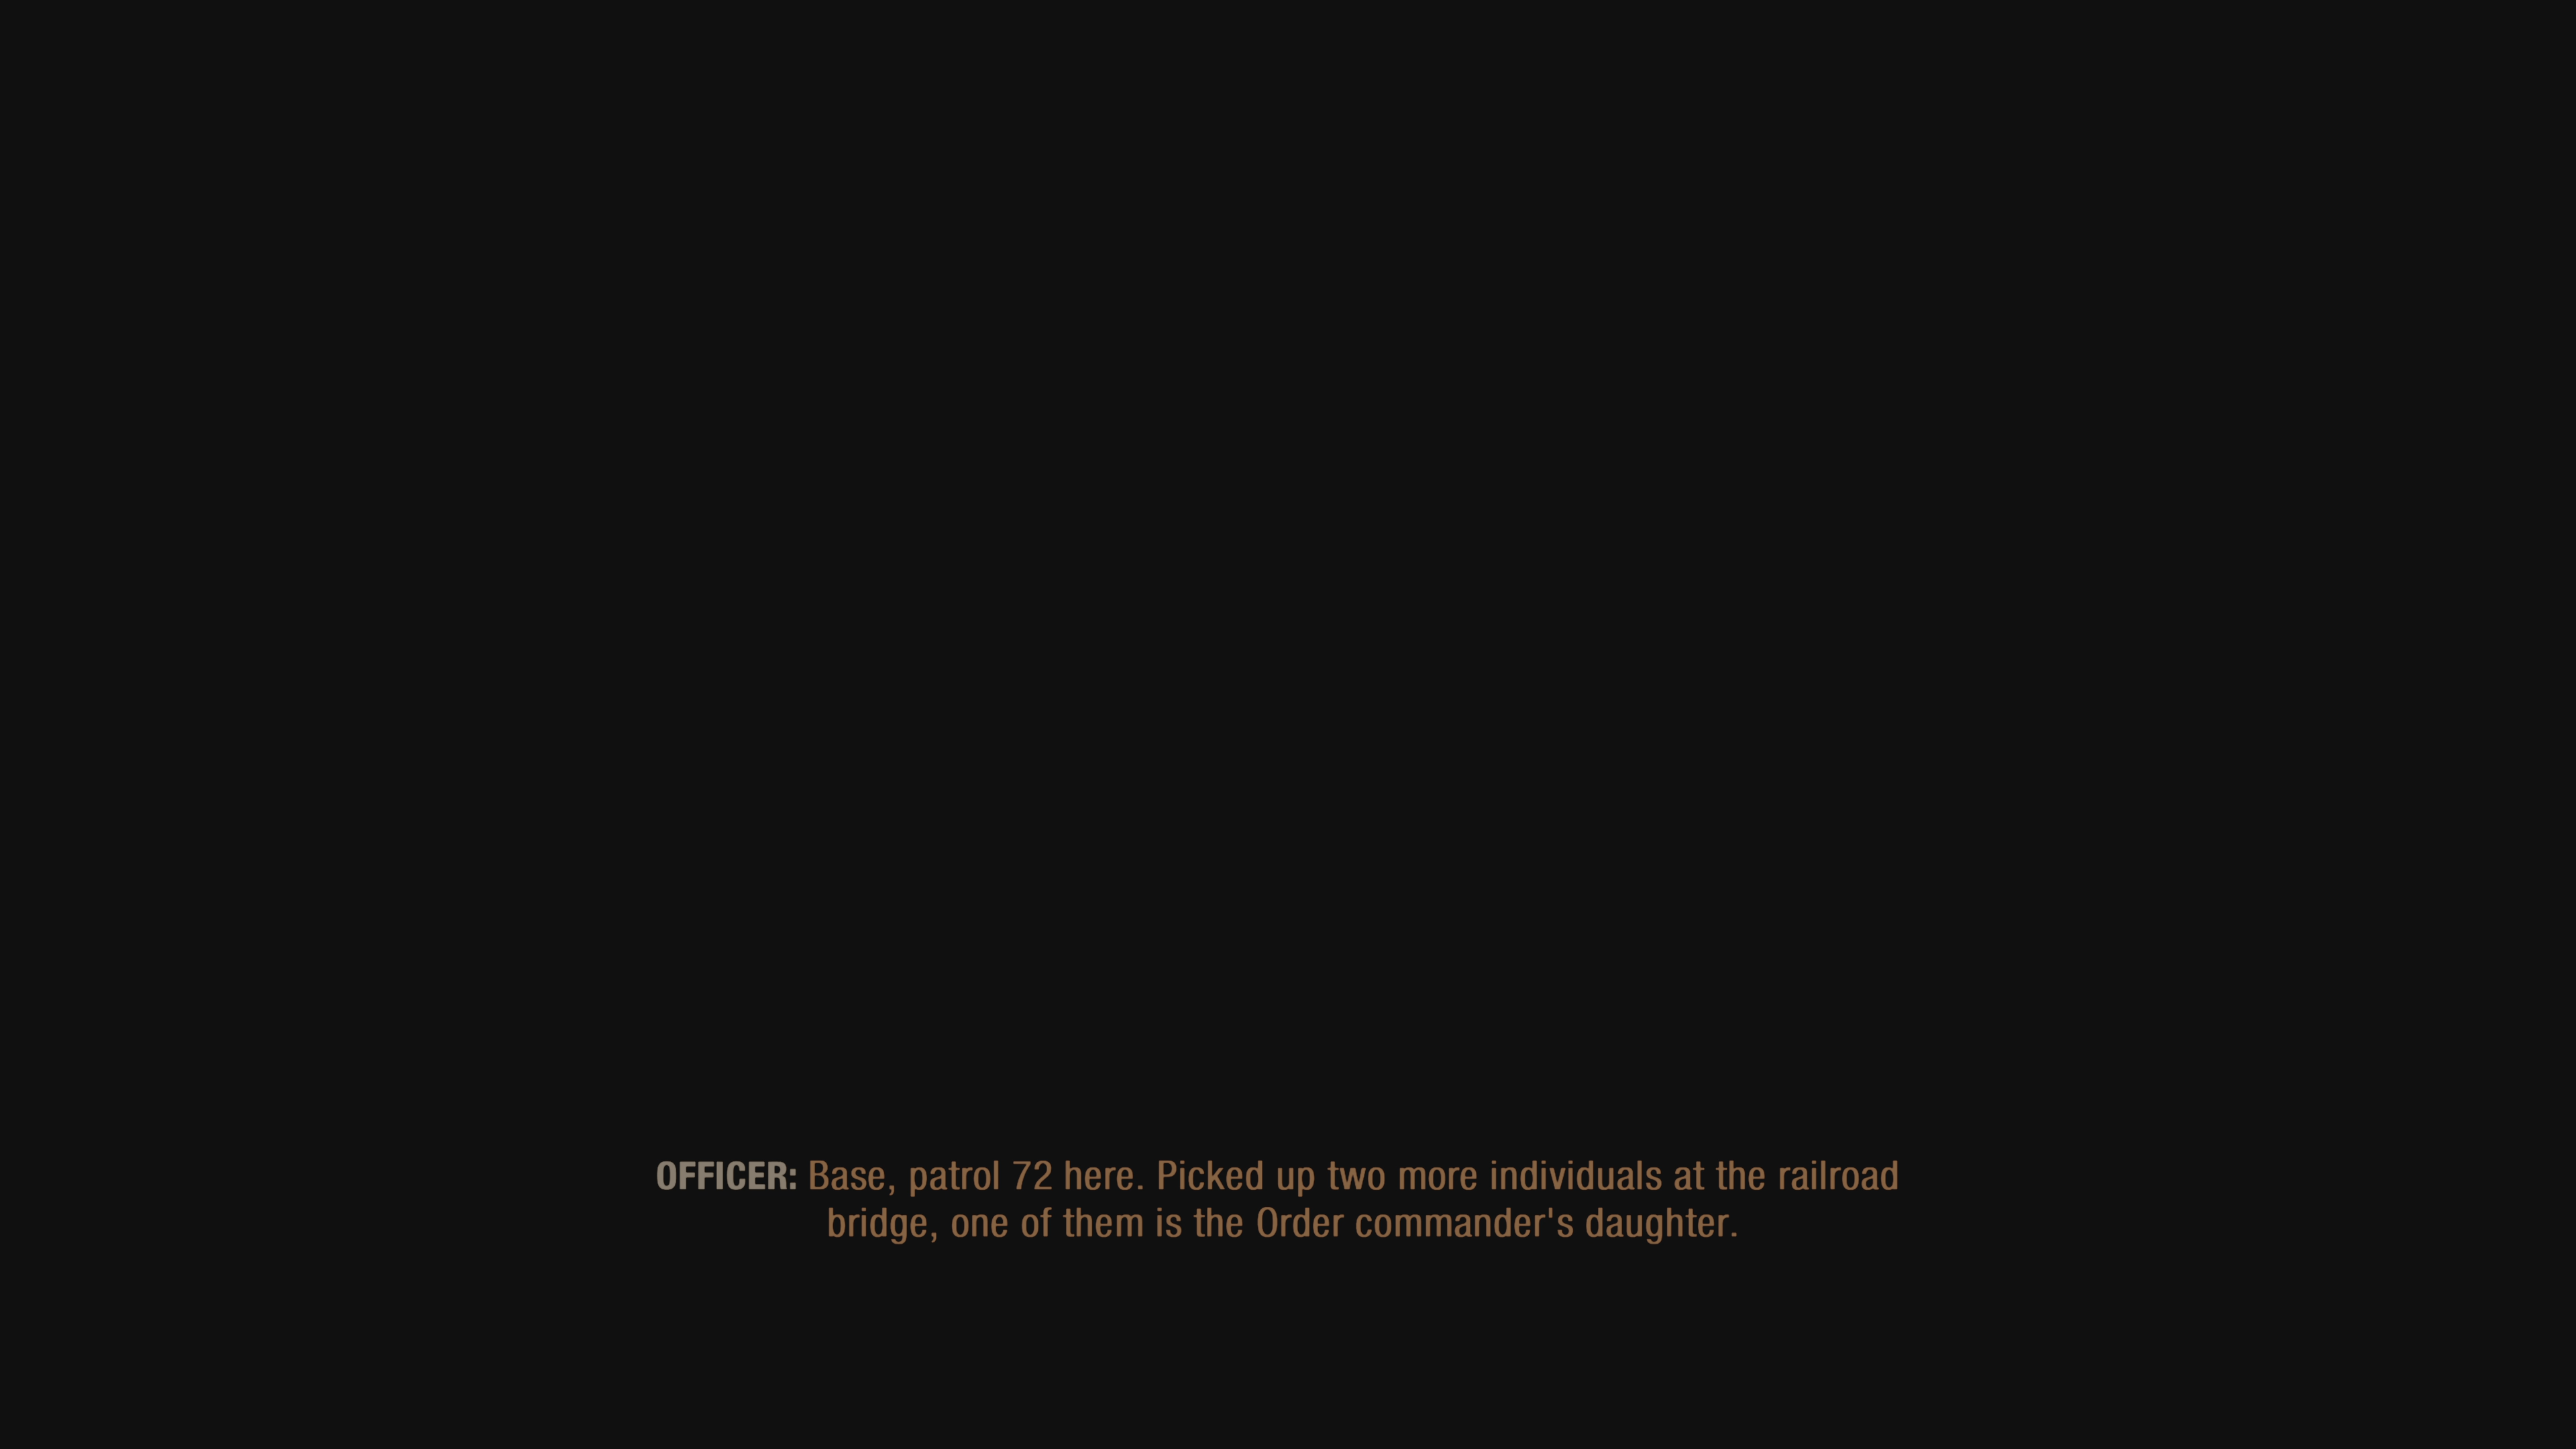 OFFICER: Base, patrol 72 here. Picked up two more individuals at the railroad
bridge, one of them is the Order commander's daughter.